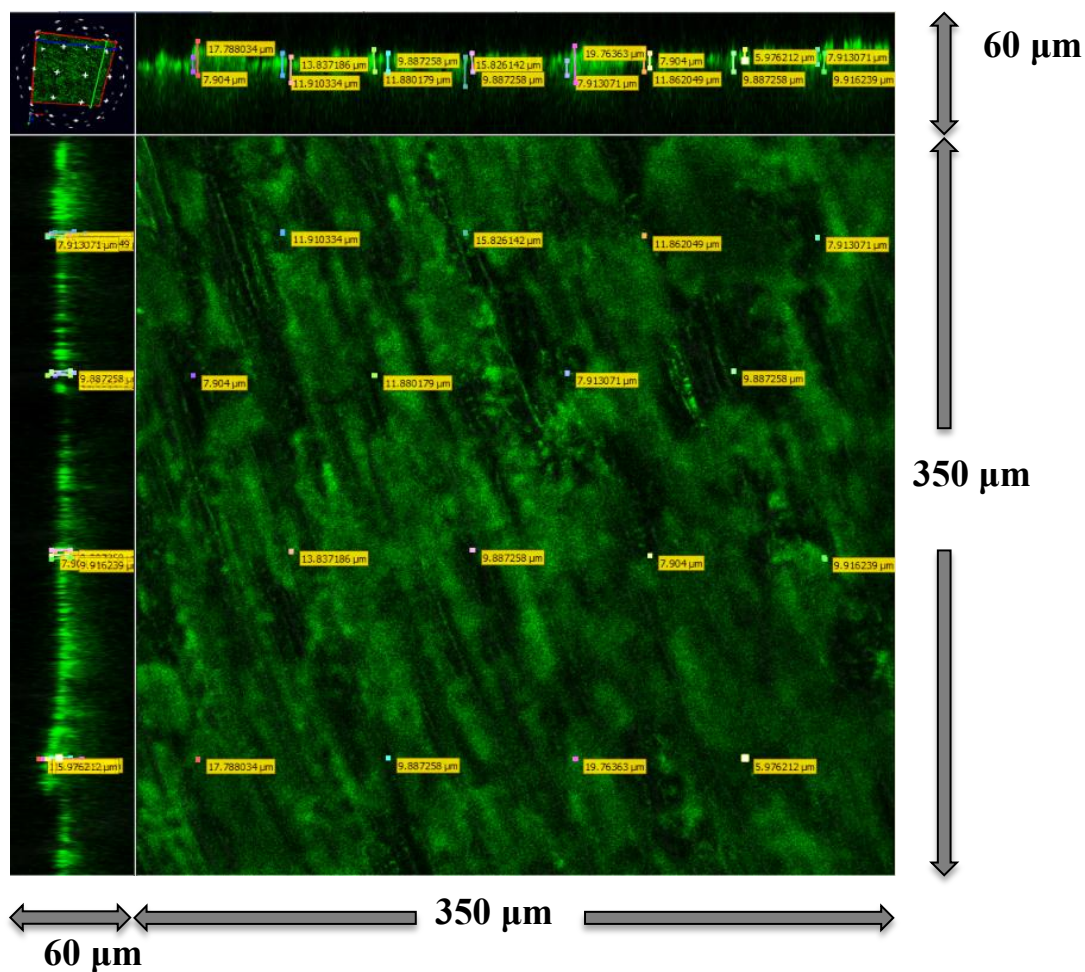 17.788034 µm
9.887258 µm
19.76363 µm
5.976212 µm
7.913071 µm
60 µm
13.837186 µm
15.826142 µm
7.904 µm
7.904 µm
11.910334 µm
11.880179 µm
9.887258 µm
7.913071 µm
11.862049 µm
9.887258 µm
9.916239 µm
7.913071 µm
11.910334 µm
15.826142 µm
11.862049 µm
7.913071 µm
9.887258 µm
7.904 µm
11.880179 µm
7.913071 µm
9.887258 µm
350 µm
9.916239 µm
13.837186 µm
9.887258 µm
7.904 µm
9.916239 µm
5.976212 µm
17.788034 µm
9.887258 µm
19.76363 µm
5.976212 µm
350 µm
60 µm